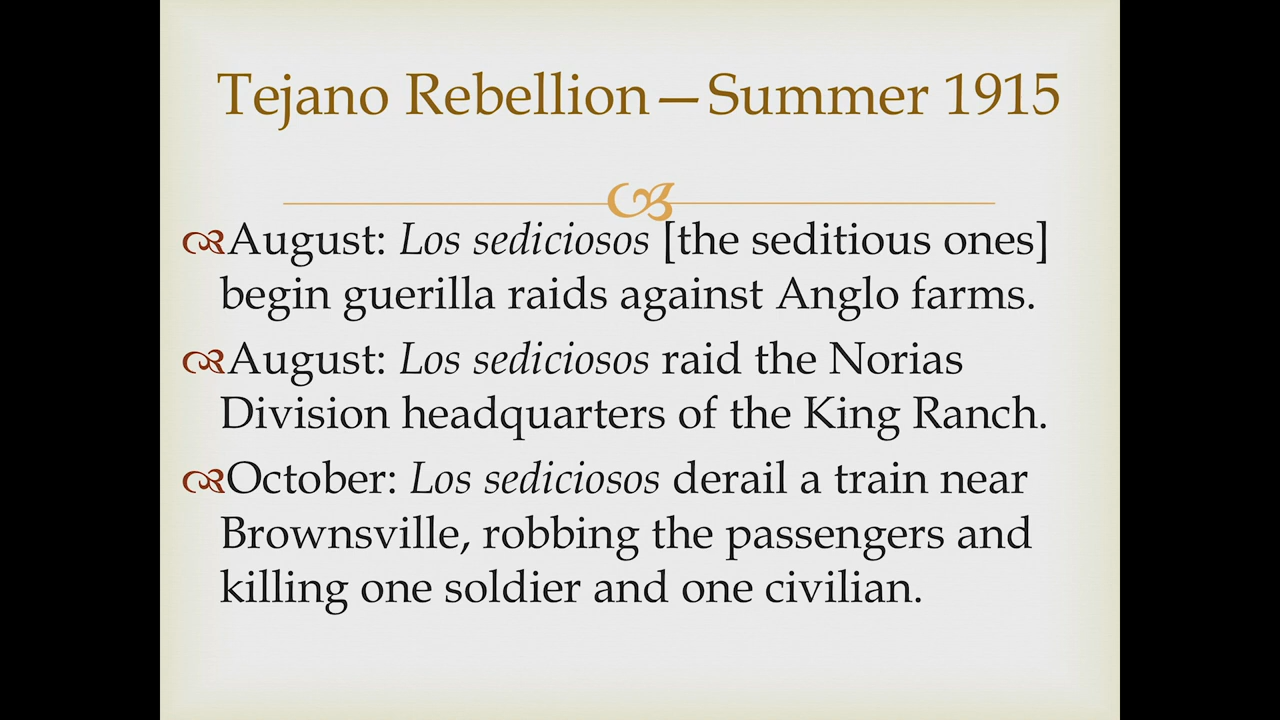 Tejano Rebellion—Summer 1915
August: Los sediciosos [the seditious ones]
begin guerilla raids against Anglo farms.
August: Los sediciosos raid the Norias
Division headquarters of the King Ranch.
October: Los sediciosos derail a train near
Brownsville, robbing the passengers and
killing one soldier and one civilian.